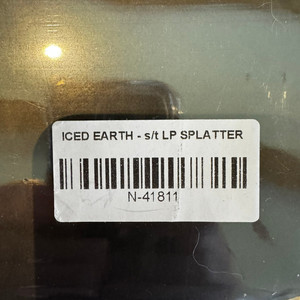 ICED EARTH - s/t LP SPLATTER
N-41811